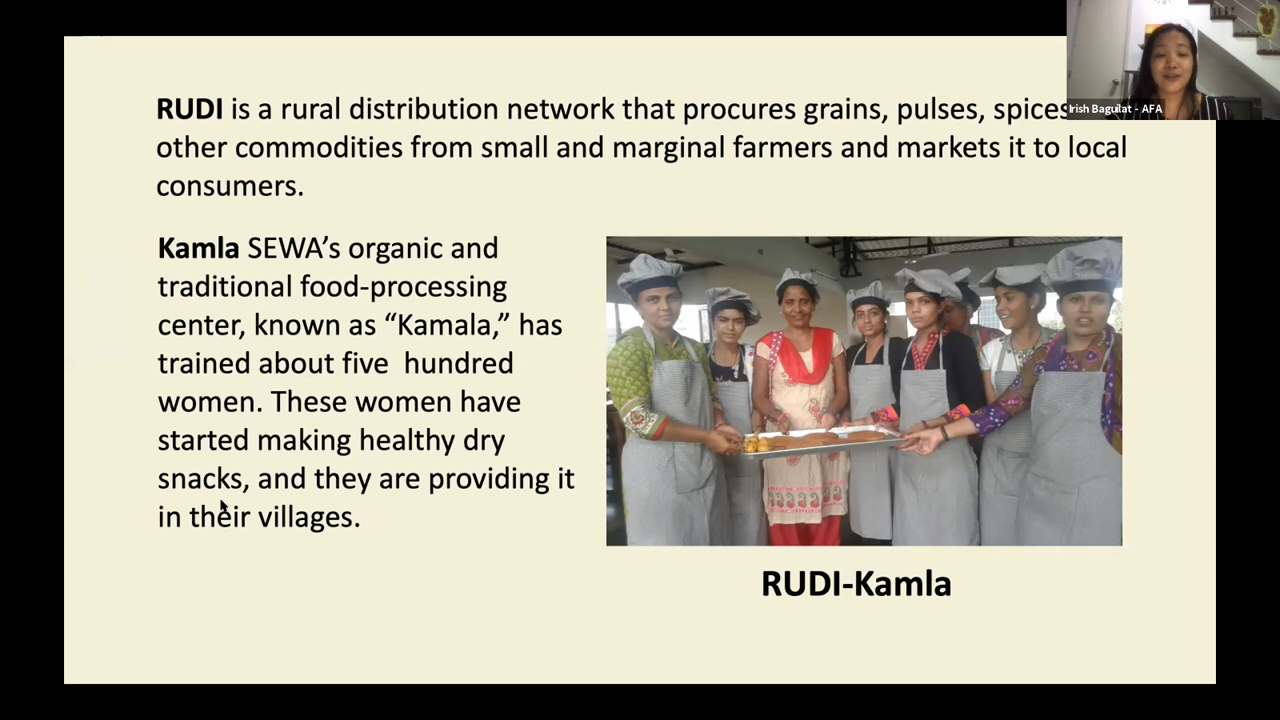 RUDI is a rural distribution network that procures grains, pulses, spices
Irish Baguilat - AFA
other commodities from small and marginal farmers and markets it to local
consumers.
Kamla SEWA’s organic and
traditional food-processing
center, known as “Kamala,” has
trained about five  hundred
women. These women have
started making healthy dry
snacks, and they are providing it
in their villages.
RUDI-Kamla